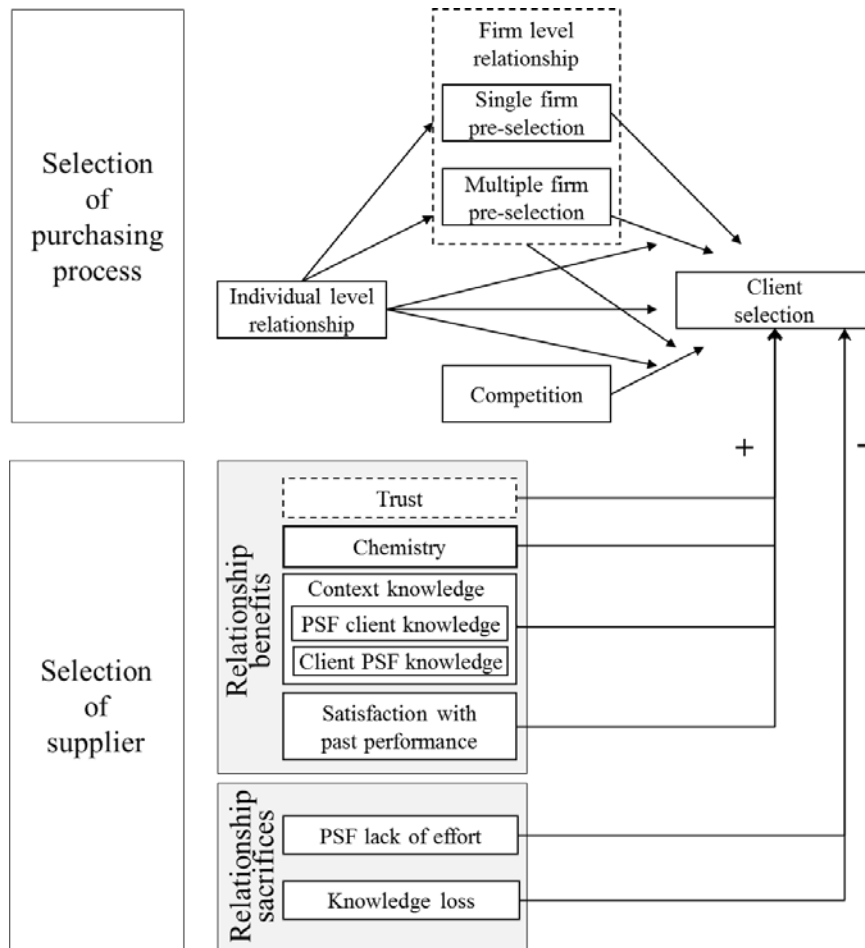 Selection
of
purchasing
process
Firm level
relationship
Single firm
pre-selection
Multiple firm
pre-selection
Individual level
relationship
Client
selection
Competition
+
-
Selection
of
supplier
Relationship
benefits
Trust
Chemistry
Context knowledge
PSF client knowledge
Client PSF knowledge
Satisfaction with
past performance
Relationship
sacrifices
PSF lack of effort
Knowledge loss